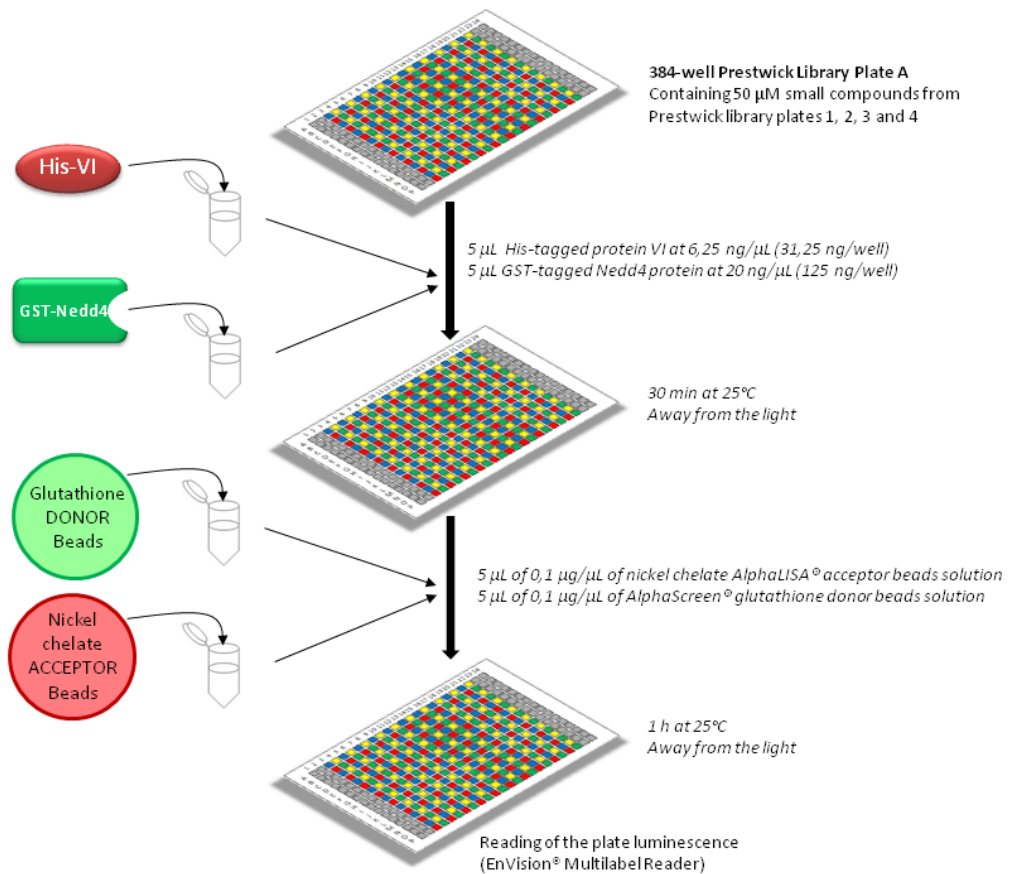 384-well Prestwick Library Plate A
Containing 50 µM small compounds from
Prestwick library plates 1, 2, 3 and 4
His-VI
5 µL His-tagged protein VI at 6,25 ng/µL (31,25 ng/well)
5 µL GST-tagged Nedd4 protein at 20 ng/µL (125 ng/well)
GST-Nedd4
30 min at 25°C
Away from the light
Glutathione
DONOR
Beads
5 µL of 0,1 µg/µL of nickel chelate AlphaLISA® acceptor beads solution
5 µL of 0,1 µg/µL of AlphaScreen® glutathione donor beads solution
Nickel
chelate
ACCEPTOR
Beads
1 h at 25°C
Away from the light
Reading of the plate luminescence
(EnVision® Multilabel Reader)